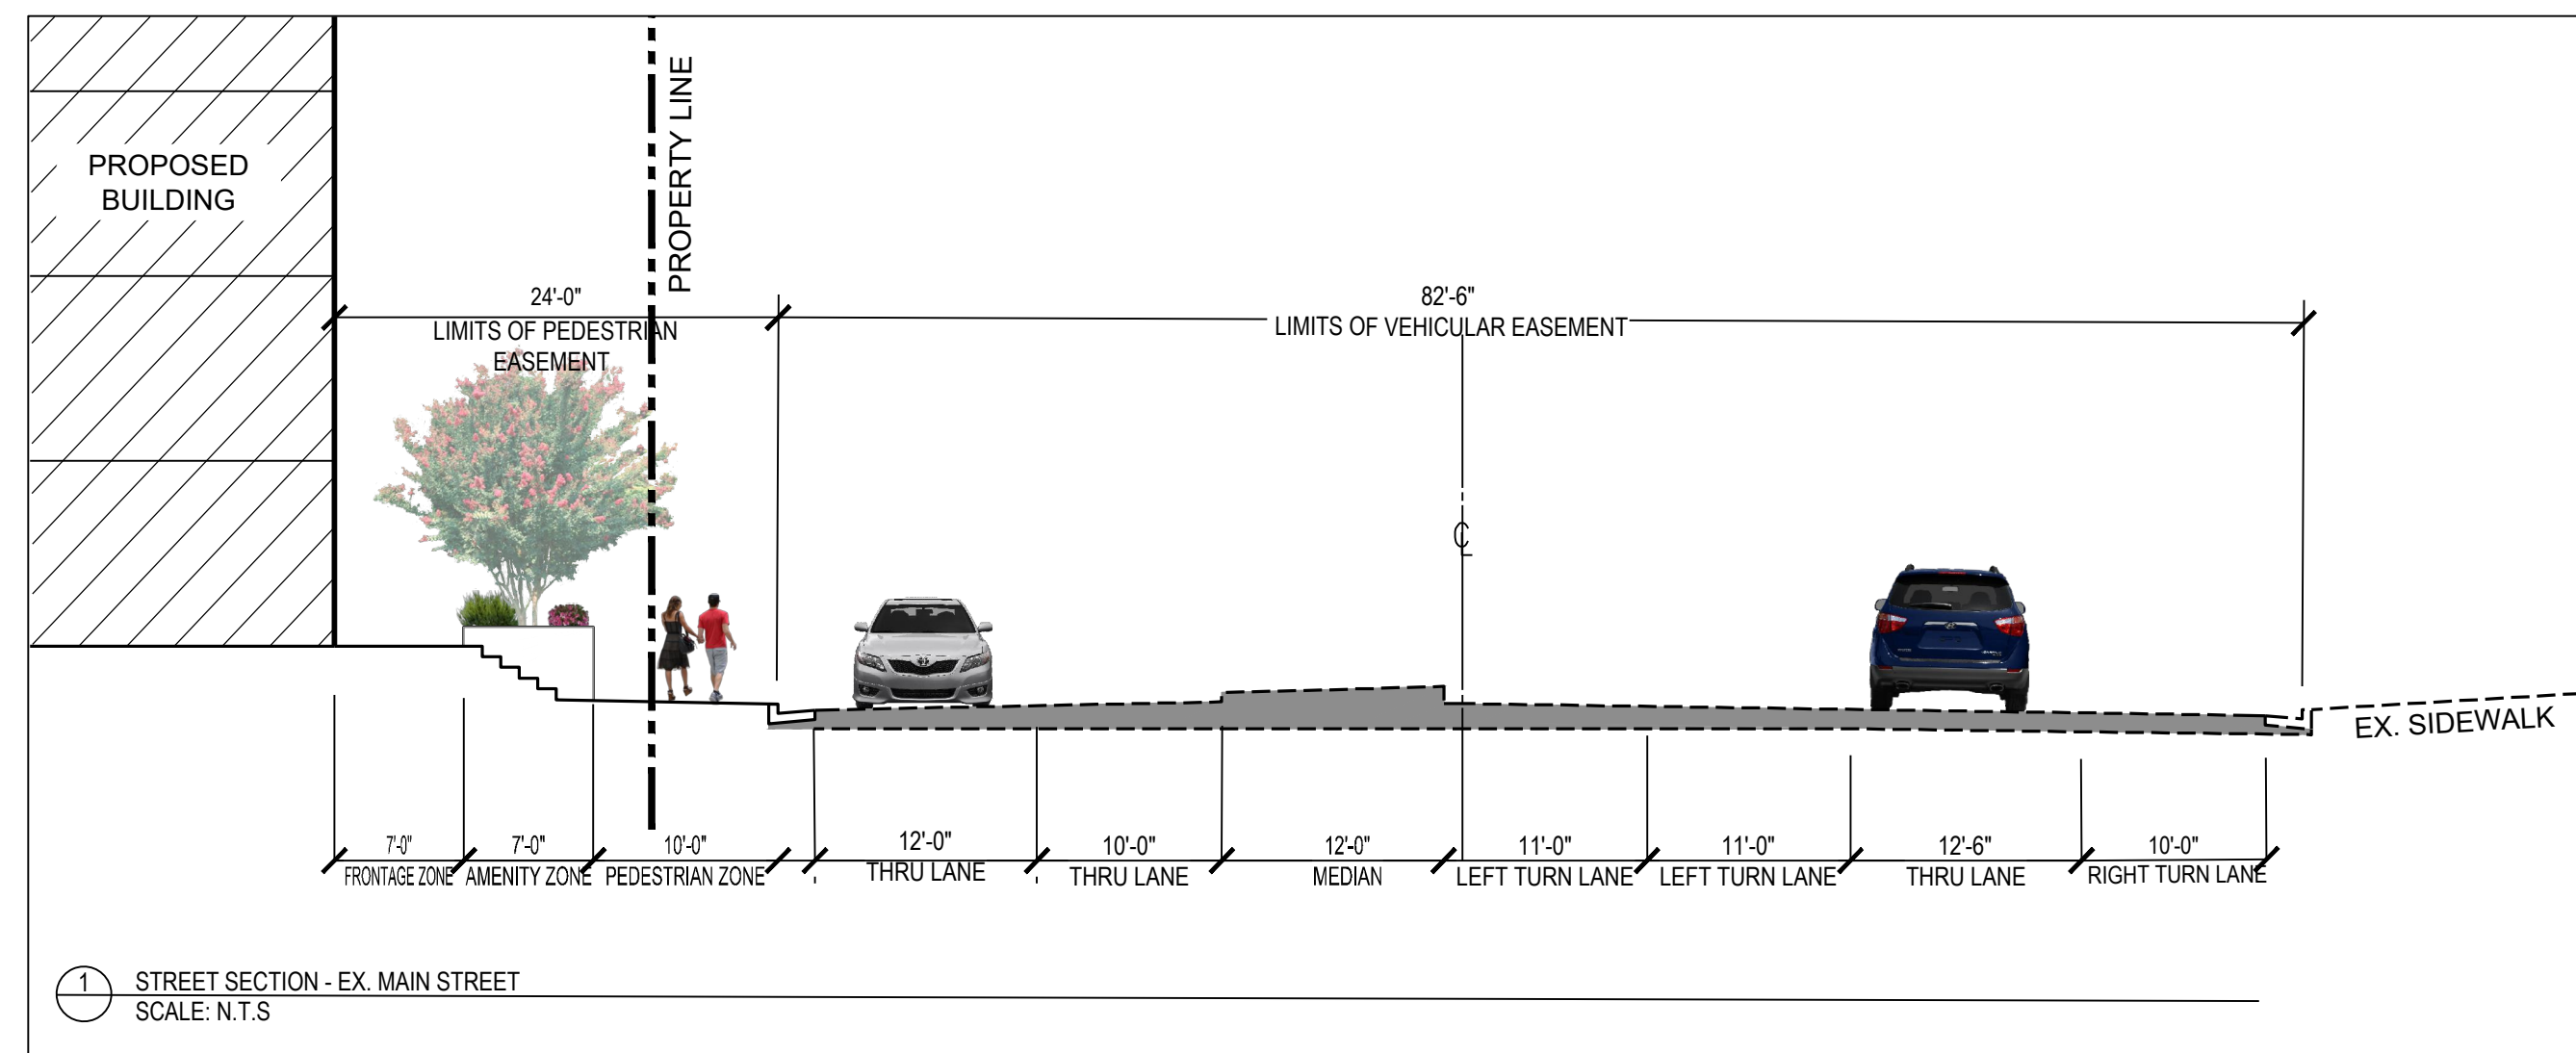 PROPOSED
BUILDING
PROPERTY LINE
24'-0"
LIMITS OF PEDESTRIAN
EASEMENT
82'-6"
LIMITS OF VEHICULAR EASEMENT
CL
EX. SIDEWALK
7'-0"
FRONTAGE ZONE
7'-0"
AMENITY ZONE
10'-0"
PEDESTRIAN ZONE
12'-0"
THRU LANE
10'-0"
THRU LANE
12'-0"
MEDIAN
11'-0"
LEFT TURN LANE
11'-0"
LEFT TURN LANE
12'-6"
THRU LANE
10'-0"
RIGHT TURN LANE
1
STREET SECTION - EX. MAIN STREET
SCALE: N.T.S